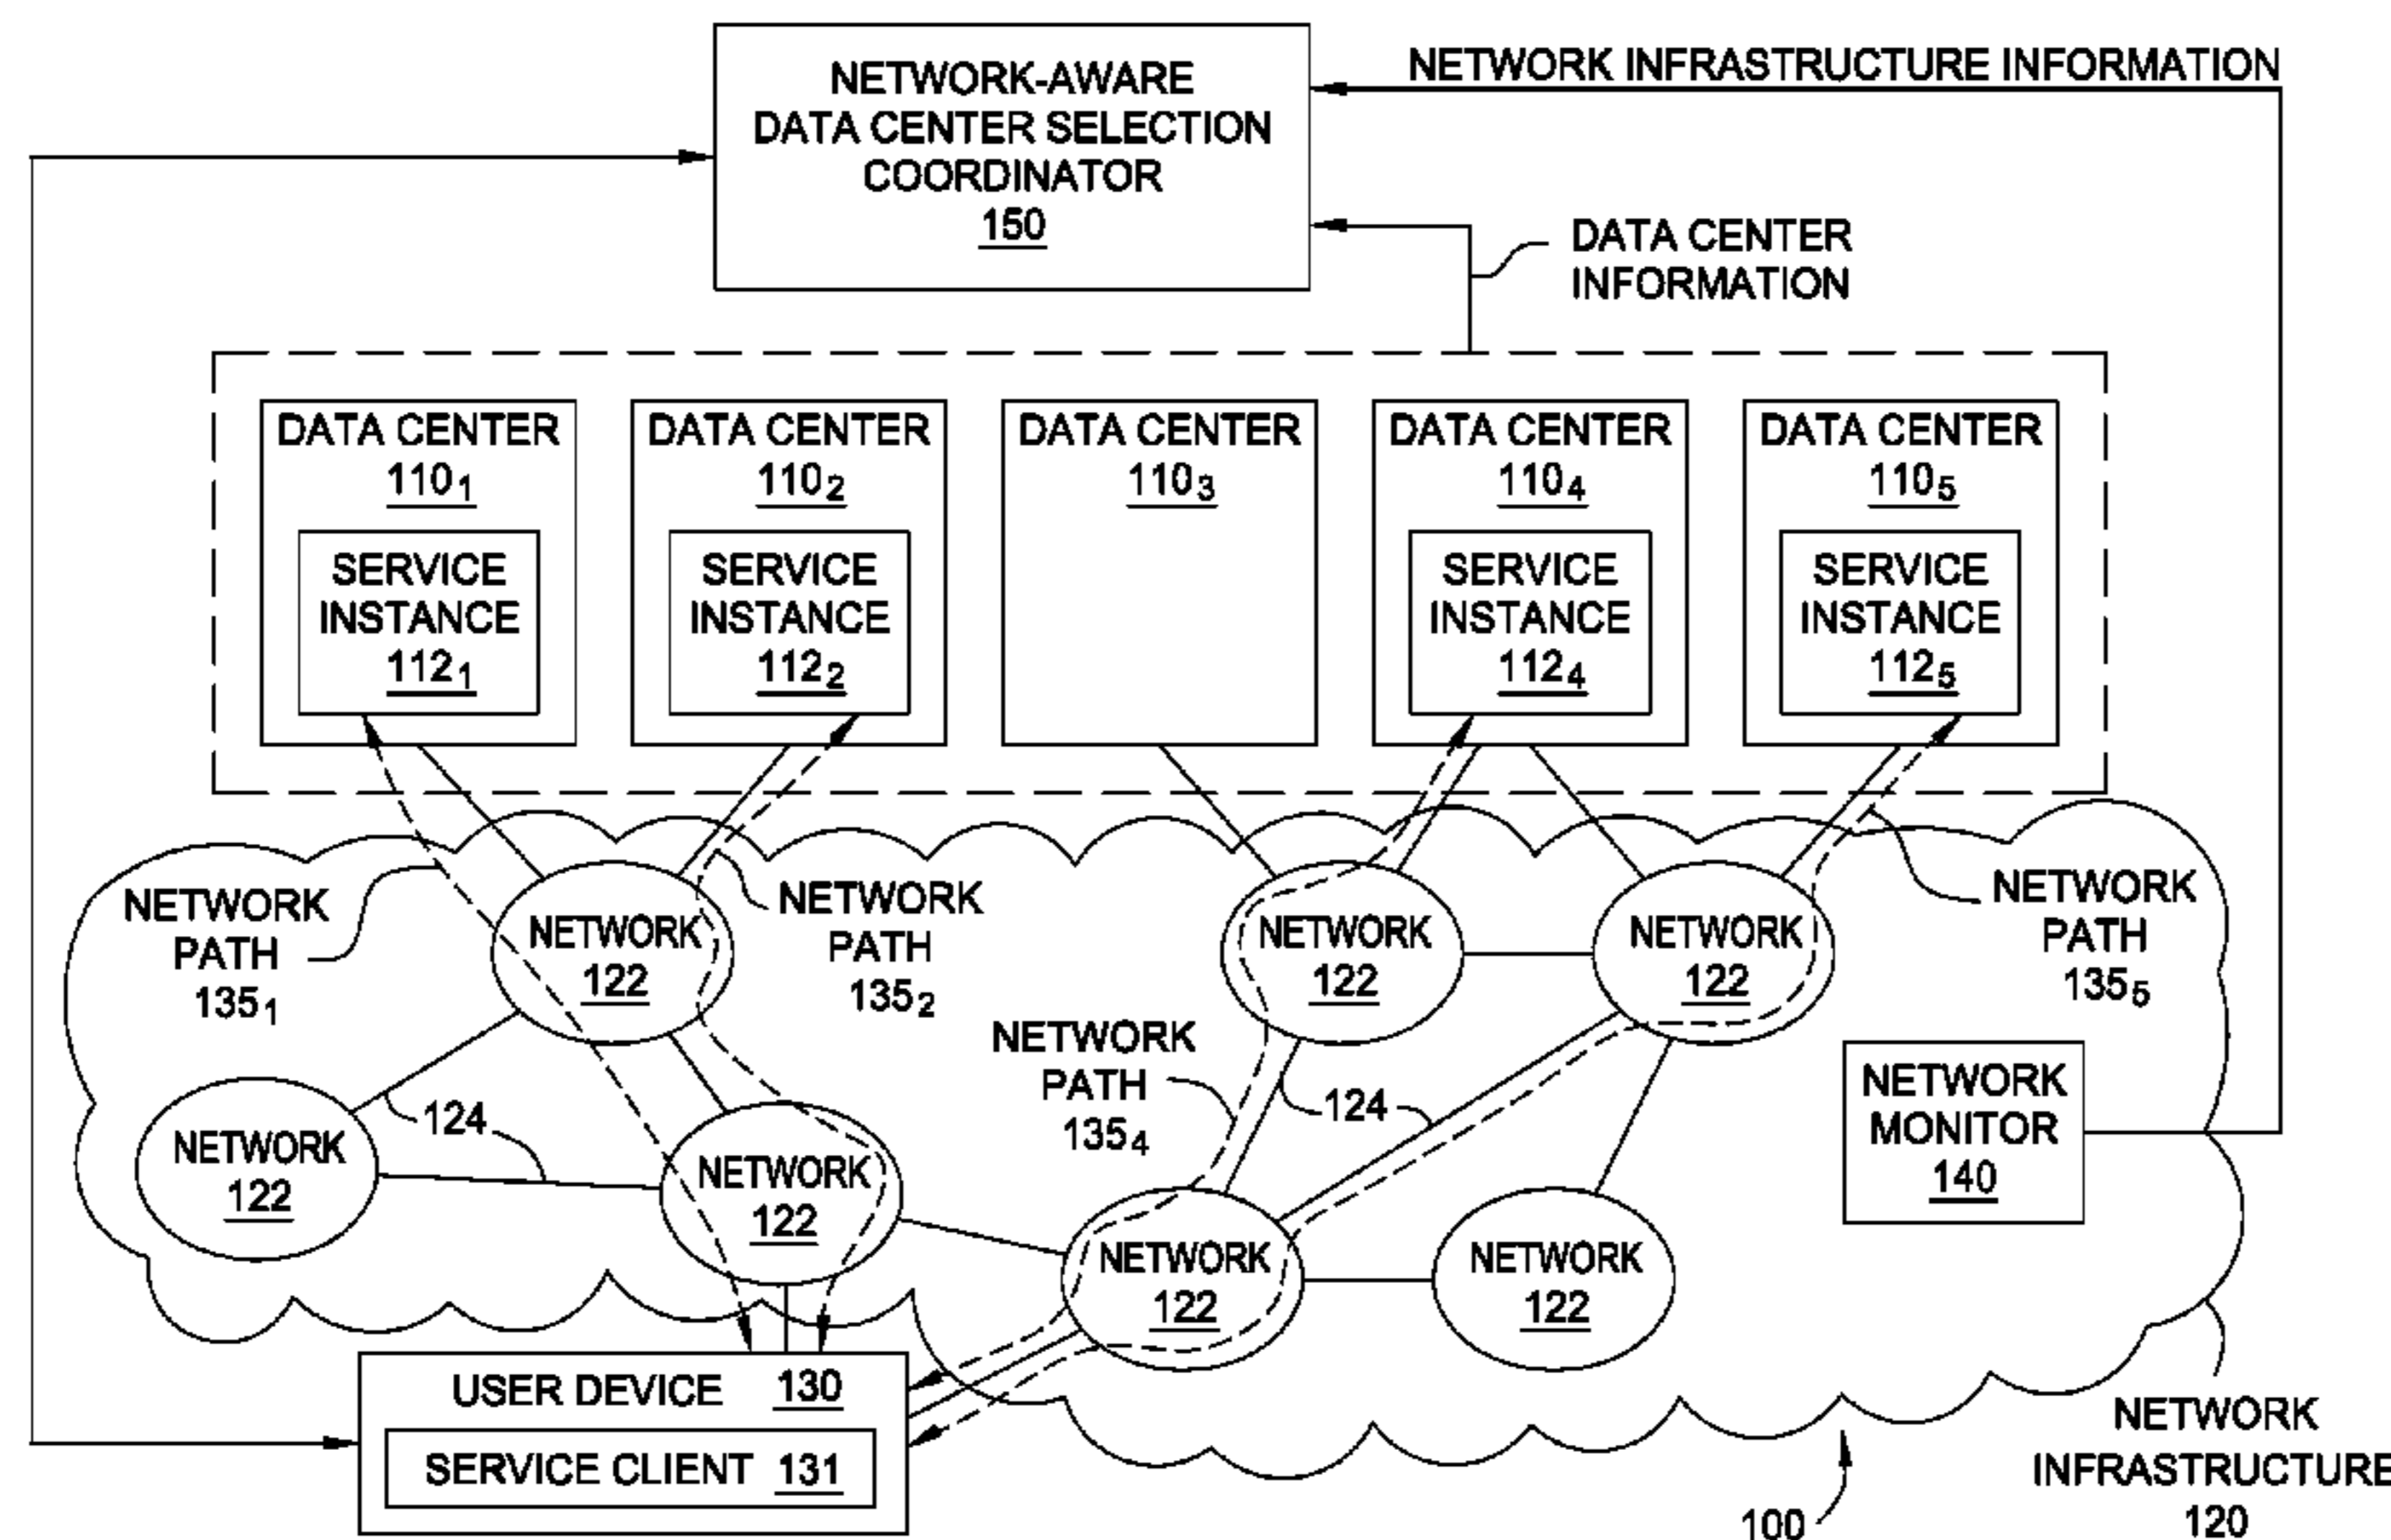 NETWORK-AWARE
DATA CENTER SELECTION
COORDINATOR
150
NETWORK INFRASTRUCTURE INFORMATION
DATA CENTER
INFORMATION
DATA CENTER
110₁
SERVICE
INSTANCE
112₁
DATA CENTER
110₂
SERVICE
INSTANCE
112₂
DATA CENTER
110₃
DATA CENTER
110₄
SERVICE
INSTANCE
112₄
DATA CENTER
110₅
SERVICE
INSTANCE
112₅
NETWORK
PATH
135₁
NETWORK
122
NETWORK
PATH
135₂
NETWORK
122
NETWORK
122
NETWORK
PATH
135₅
NETWORK
PATH
135₄
124
124
NETWORK
122
NETWORK
122
NETWORK
122
NETWORK
122
NETWORK
MONITOR
140
USER DEVICE 130
SERVICE CLIENT 131
100
NETWORK
INFRASTRUCTURE
120